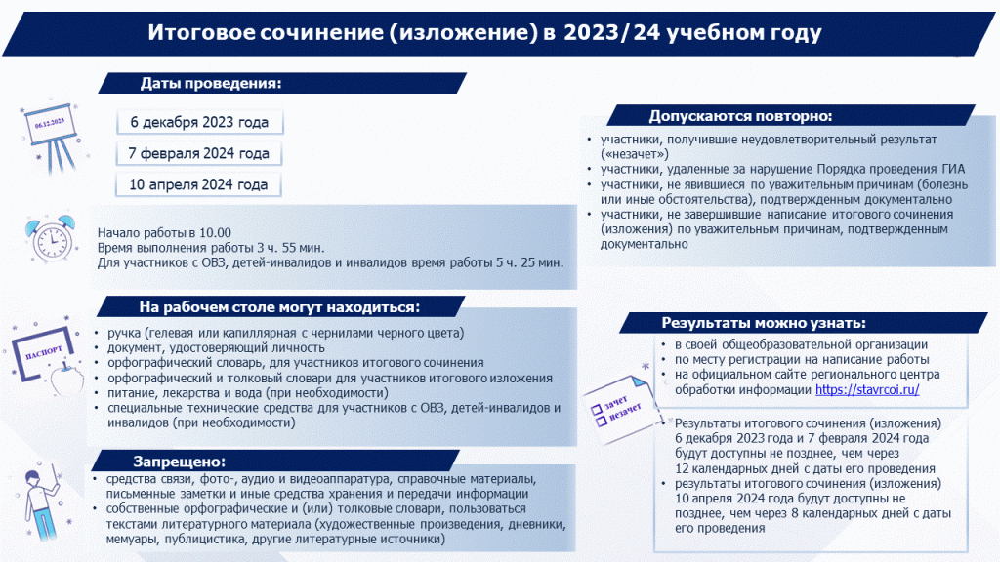 Итоговое сочинение (изложение) в 2023/24 учебном году
Даты проведения:
06.12.2023
6 декабря 2023 года
7 февраля 2024 года
10 апреля 2024 года
Начало работы в 10.00
Время выполнения работы 3 ч. 55 мин.
Для участников с ОВЗ, детей-инвалидов и инвалидов время работы 5 ч. 25 мин.
На рабочем столе могут находиться:
ПАСПОРТ
• ручка (гелевая или капиллярная с чернилами черного цвета)
• документ, удостоверяющий личность
• орфографический словарь, для участников итогового сочинения
• орфографический и толковый словари для участников итогового изложения
• питание, лекарства и вода (при необходимости)
• специальные технические средства для участников с ОВЗ, детей-инвалидов и
инвалидов (при необходимости)
Запрещено:
• средства связи, фото-, аудио и видеоаппаратура, справочные материалы,
письменные заметки и иные средства хранения и передачи информации
• собственные орфографические и (или) толковые словари, пользоваться
текстами литературного материала (художественные произведения, дневники,
мемуары, публицистика, другие литературные источники)
Допускаются повторно:
• участники, получившие неудовлетворительный результат
(«незачет»)
• участники, удаленные за нарушение Порядка проведения ГИА
• участники, не явившиеся по уважительным причинам (болезнь
или иные обстоятельства), подтвержденным документально
• участники, не завершившие написание итогового сочинения
(изложения) по уважительным причинам, подтвержденным
документально
Результаты можно узнать:
• в своей общеобразовательной организации
• по месту регистрации на написание работы
• на официальном сайте регионального центра
обработки информации https://stavrcoi.ru/
зачет
незачет
• Результаты итогового сочинения (изложения)
6 декабря 2023 года и 7 февраля 2024 года
будут доступны не позднее, чем через
12 календарных дней с даты его проведения
• результаты итогового сочинения (изложения)
10 апреля 2024 года будут доступны не
позднее, чем через 8 календарных дней с даты
его проведения